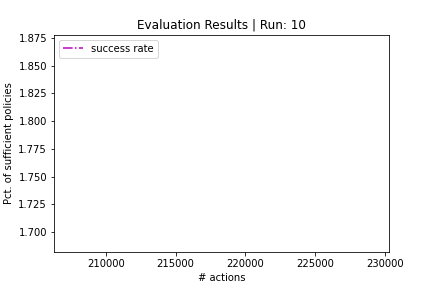 Evaluation Results | Run: 10
success rate
Pct. of sufficient policies
1.875
1.850
1.825
1.800
1.775
1.750
1.725
1.700
210000 215000 220000 225000 230000
# actions